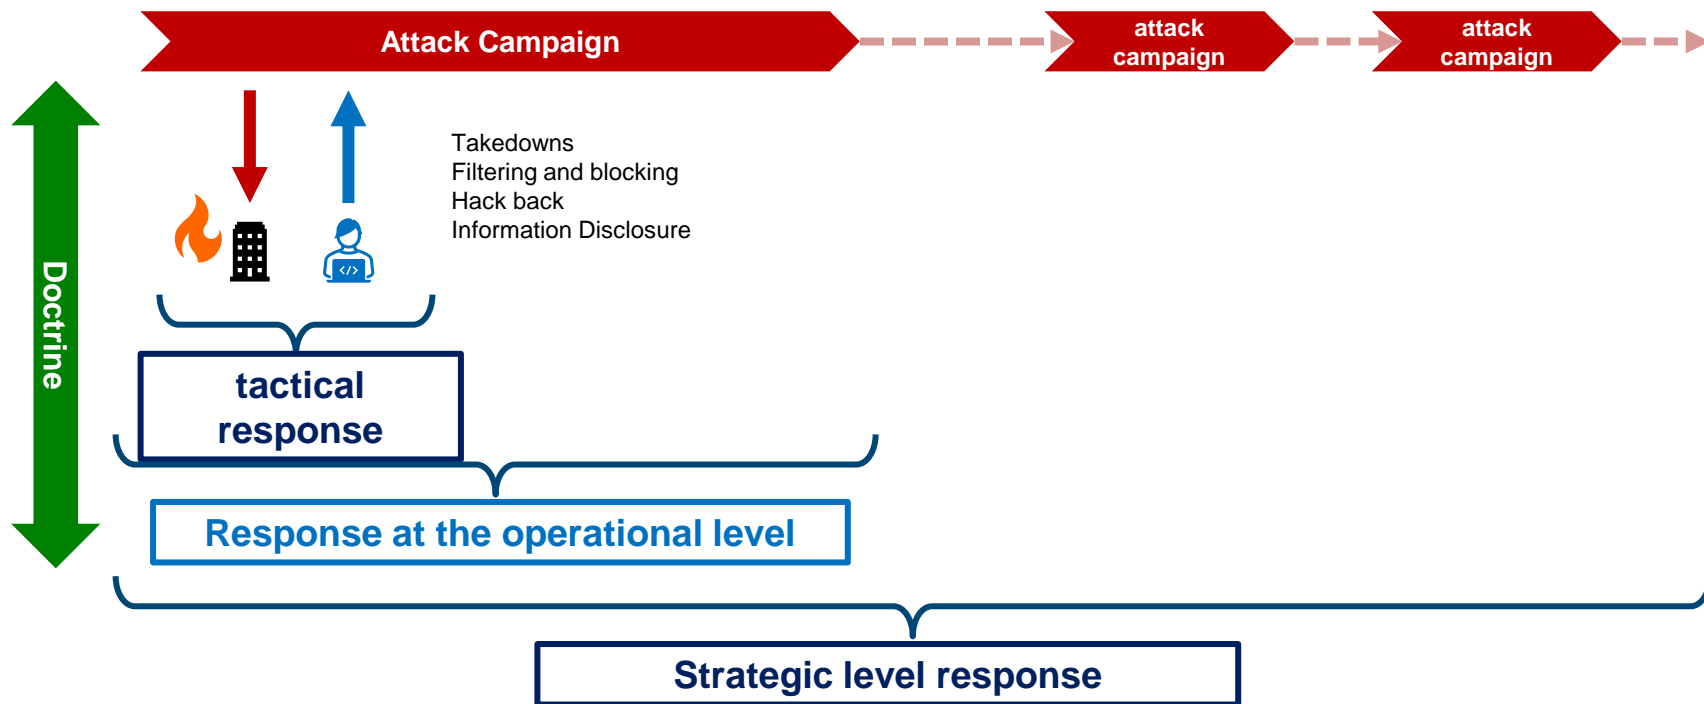 Attack Campaign
attack
campaign
attack
campaign
Takedowns
Filtering and blocking
Hack back
Information Disclosure
</>
Doctrine
tactical
response
Response at the operational level
Strategic level response